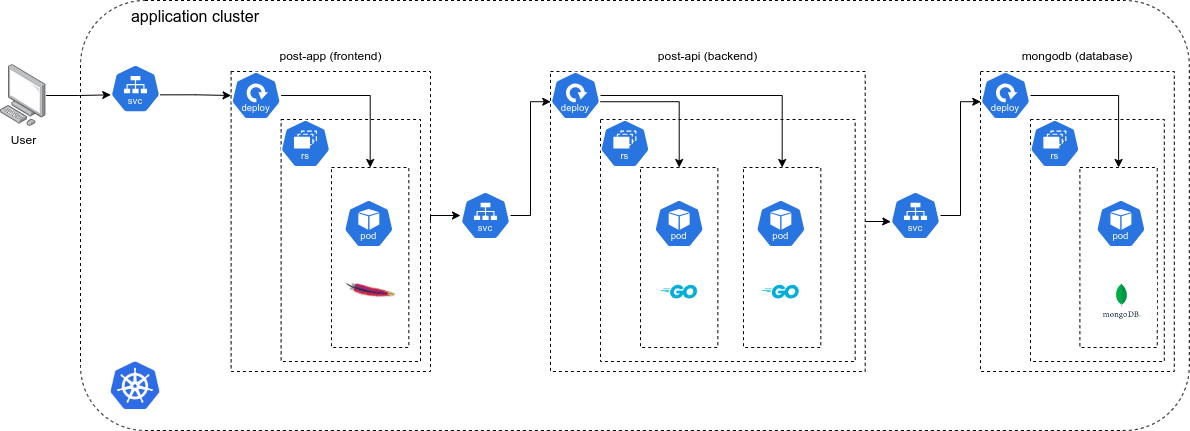 application cluster
post-app (frontend)
post-api (backend)
mongodb (database)
svc
deploy
deploy
deploy
User
rs
rs
rs
svc
svc
pod
pod
pod
pod
GO
GO
mongoDB.